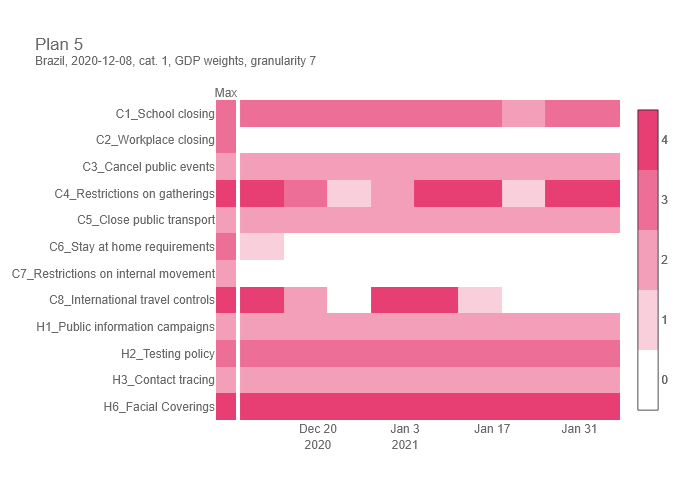 Plan 5
Brazil, 2020-12-08, cat. 1, GDP weights, granularity 7
Max
C1_School closing
C2_Workplace closing
C3_Cancel public events
C4_Restrictions on gatherings
C5_Close public transport
C6_Stay at home requirements
C7_Restrictions on internal movement
C8_International travel controls
H1_Public information campaigns
H2_Testing policy
H3_Contact tracing
H6_Facial Coverings
4
3
2
1
0
Dec 20 Jan 3 Jan 17 Jan 31
2020 2021